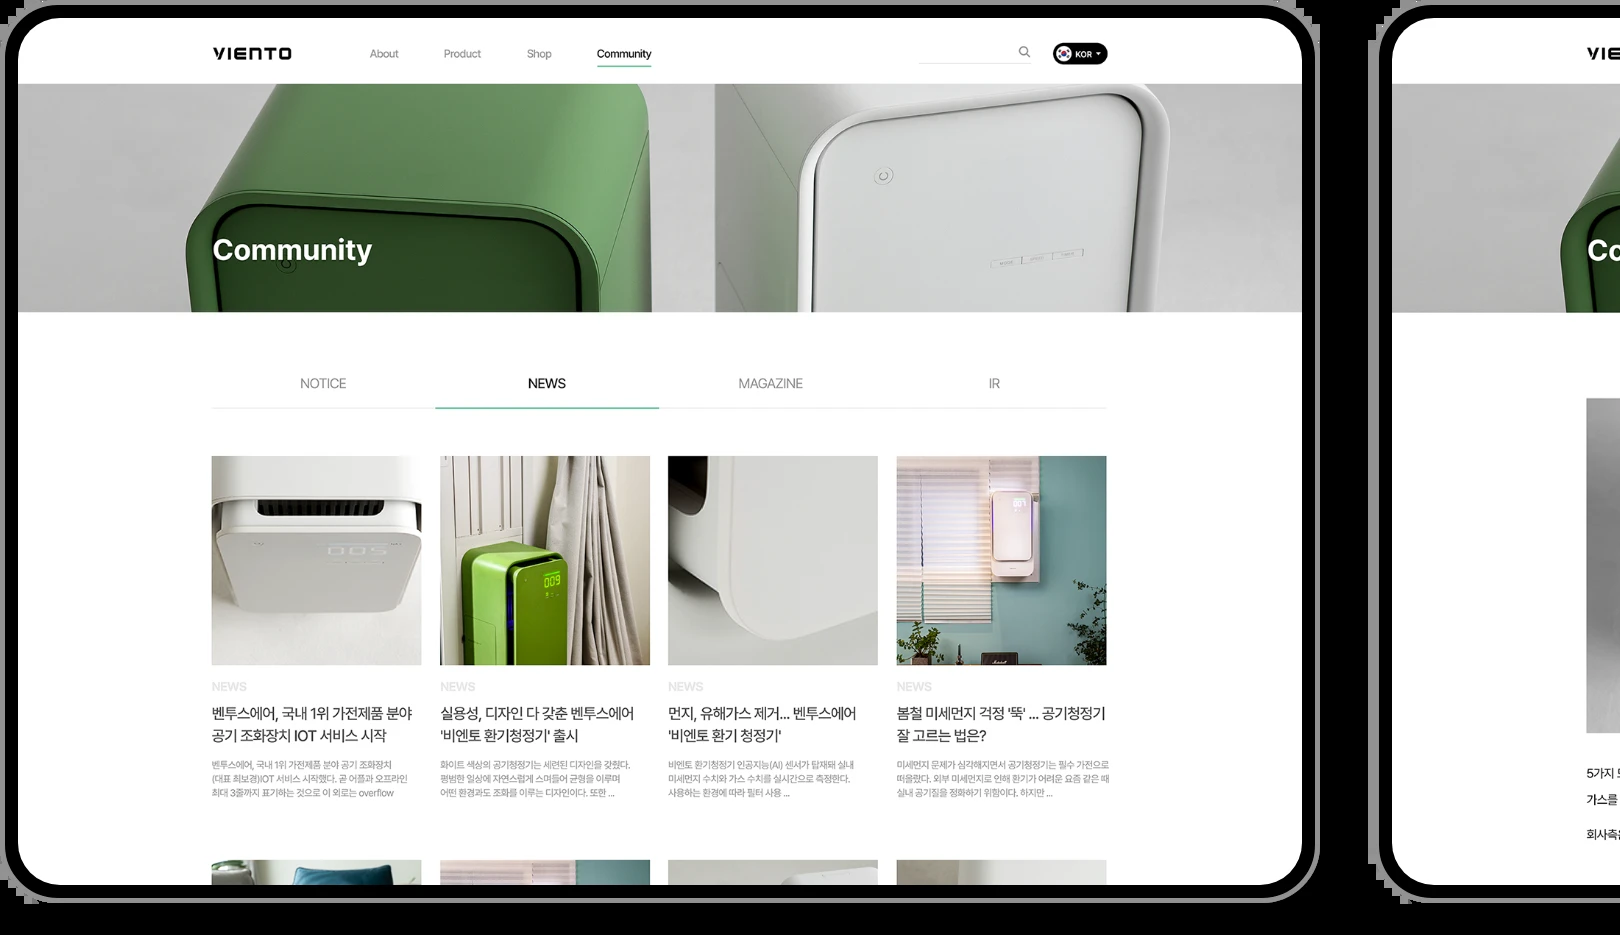 VIENTO
About
Product
Shop
Community
KOR
Community
NOTICE
NEWS
MAGAZINE
IR
NEWS
벤투스에어, 국내 1위 가전제품 분야
공기 조화장치 IOT 서비스 시작
벤투스에어, 국내 1위 가전제품 분야 공기 조화장치
(대표 최보경)IOT 서비스 시작했다. 곧 어플과 오프라인
최대 3줄까지 표기하는 것으로 이 외로는 overflow
009
NEWS
실용성, 디자인 다 갖춘 벤투스에어
'비엔토 환기청정기' 출시
화이트 색상의 공기청정기는 세련된 디자인을 갖췄다.
평범한 일상에 자연스럽게 스며들어 균형을 이루며
어떤 환경과도 조화를 이루는 디자인이다. 또한 ...
NEWS
먼지, 유해가스 제거... 벤투스에어
'비엔토 환기 청정기'
비엔토 환기청정기 인공지능(AI) 센서가 탑재돼 실내
미세먼지 수치와 가스 수치를 실시간으로 측정한다.
사용하는 환경에 따라 필터 사용 ...
NEWS
봄철 미세먼지 걱정 '뚝' ... 공기청정기
잘 고르는 법은?
미세먼지 문제가 심각해지면서 공기청정기는 필수 가전으로
떠올랐다. 외부 미세먼지로 인해 환기가 어려운 요즘 같은 때
실내 공기질을 정화하기 위함이다. 하지만 ...
5가지
가스를
회사측은